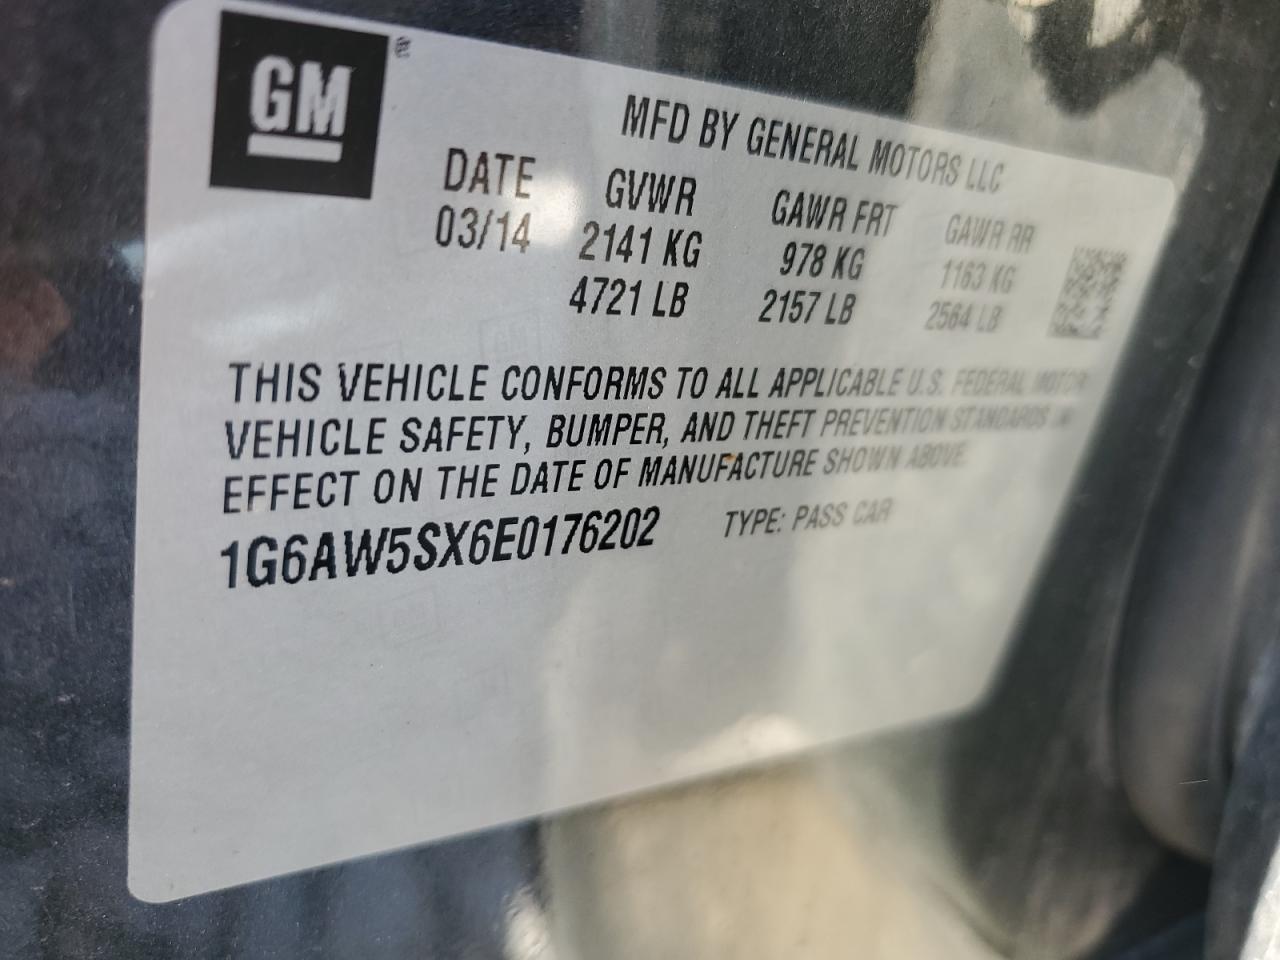 GM
MFD BY GENERAL MOTORS LLC
DATE GVWR GAWR FRT GAWR RR
03/14 2141 KG 978 KG 1163 KG
4721 LB 2157 LB 2564 LB
THIS VEHICLE CONFORMS TO ALL APPLICABLE U.S. FEDERAL MOTOR
VEHICLE SAFETY, BUMPER, AND THEFT PREVENTION STANDARDS IN
EFFECT ON THE DATE OF MANUFACTURE SHOWN ABOVE
1G6AW5SX6E0176202 TYPE: PASS CAR